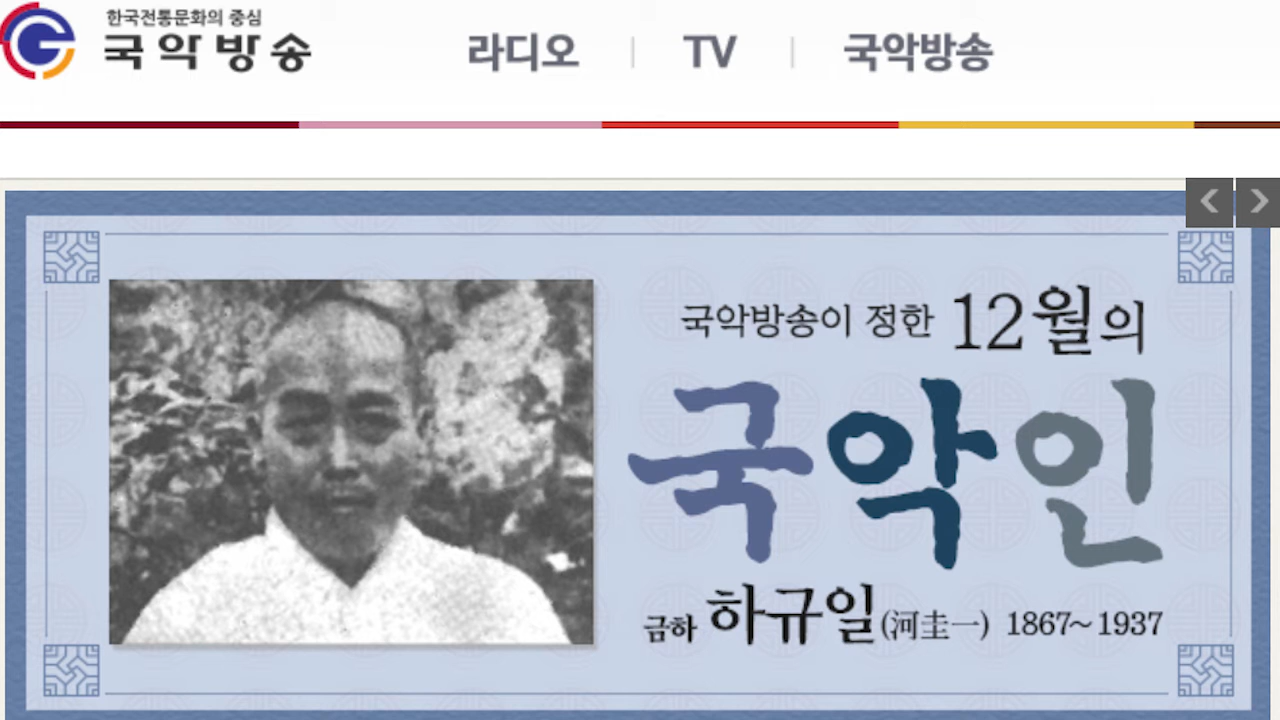 한국전통문화의 중심
국악방송
라디오 | TV | 국악방송
국악방송이 정한 12월의
국악인
금하 하규일(河圭一) 1867~1937